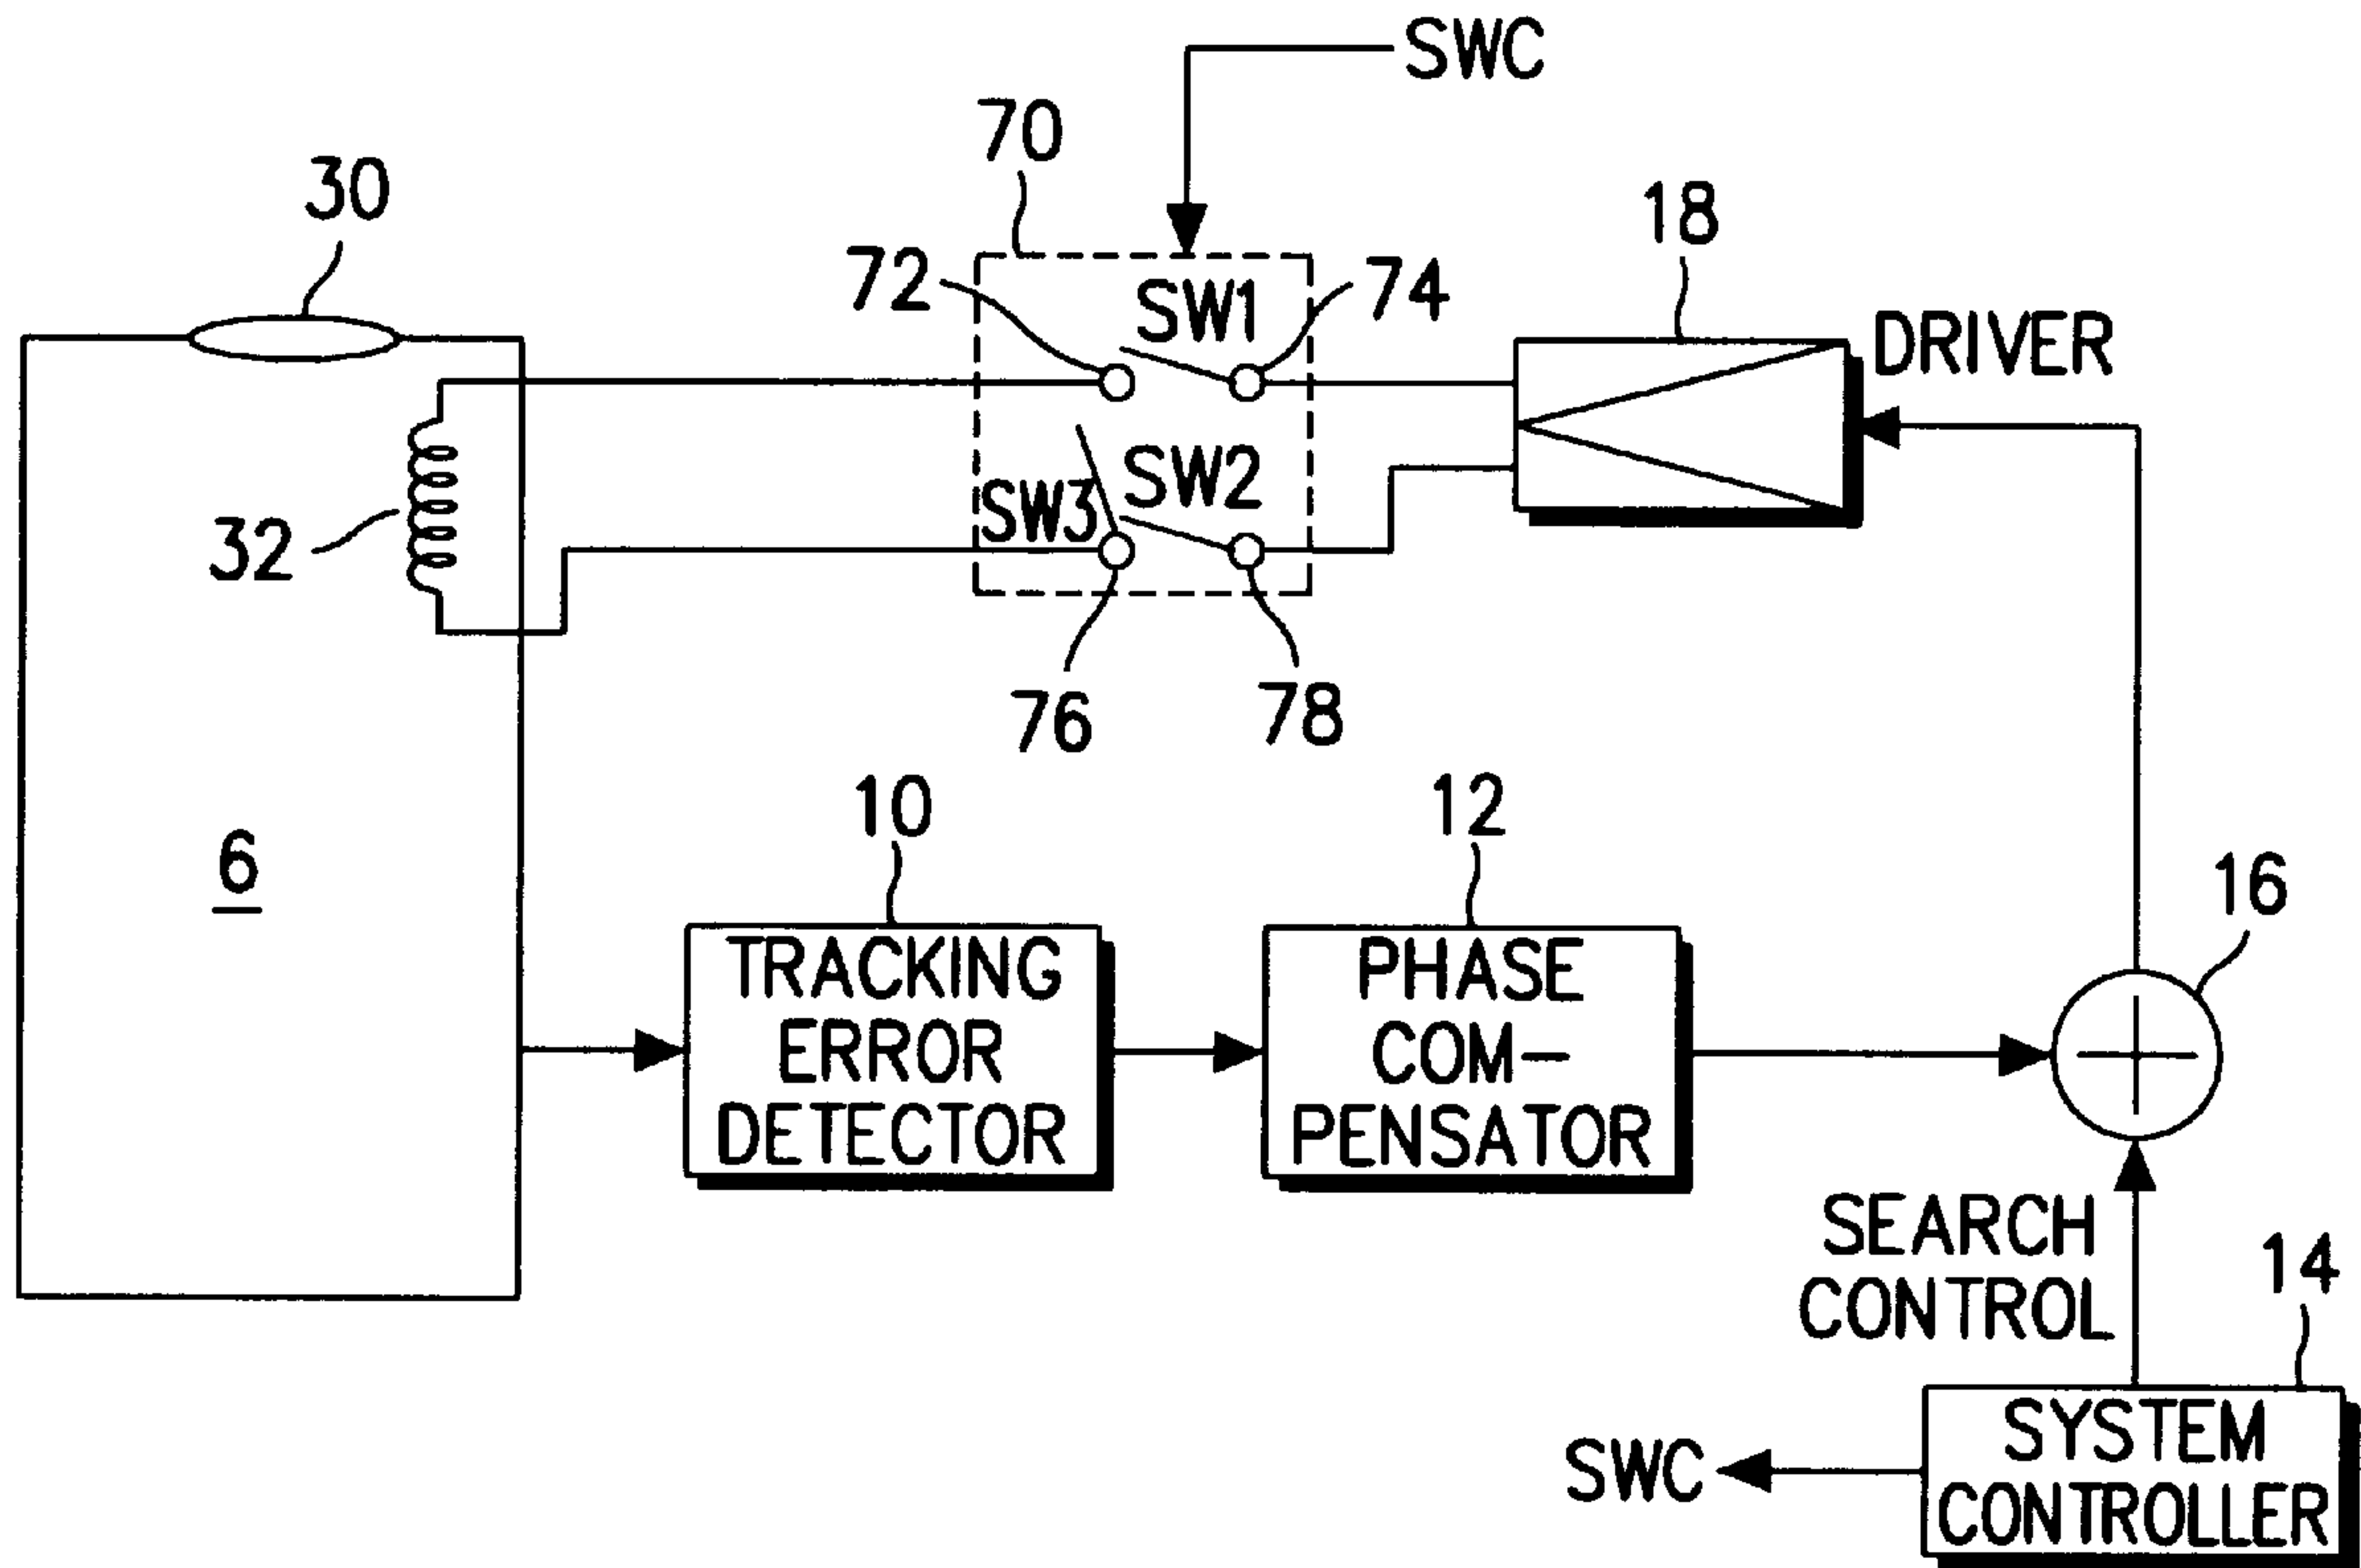 SWC
70
30
18
72
SW1
74
DRIVER
SW2
SW3
32
76
78
10
12
6
16
TRACKING
ERROR
DETECTOR
PHASE
COM-
PENSATOR
SEARCH
CONTROL
14
SWC
SYSTEM
CONTROLLER